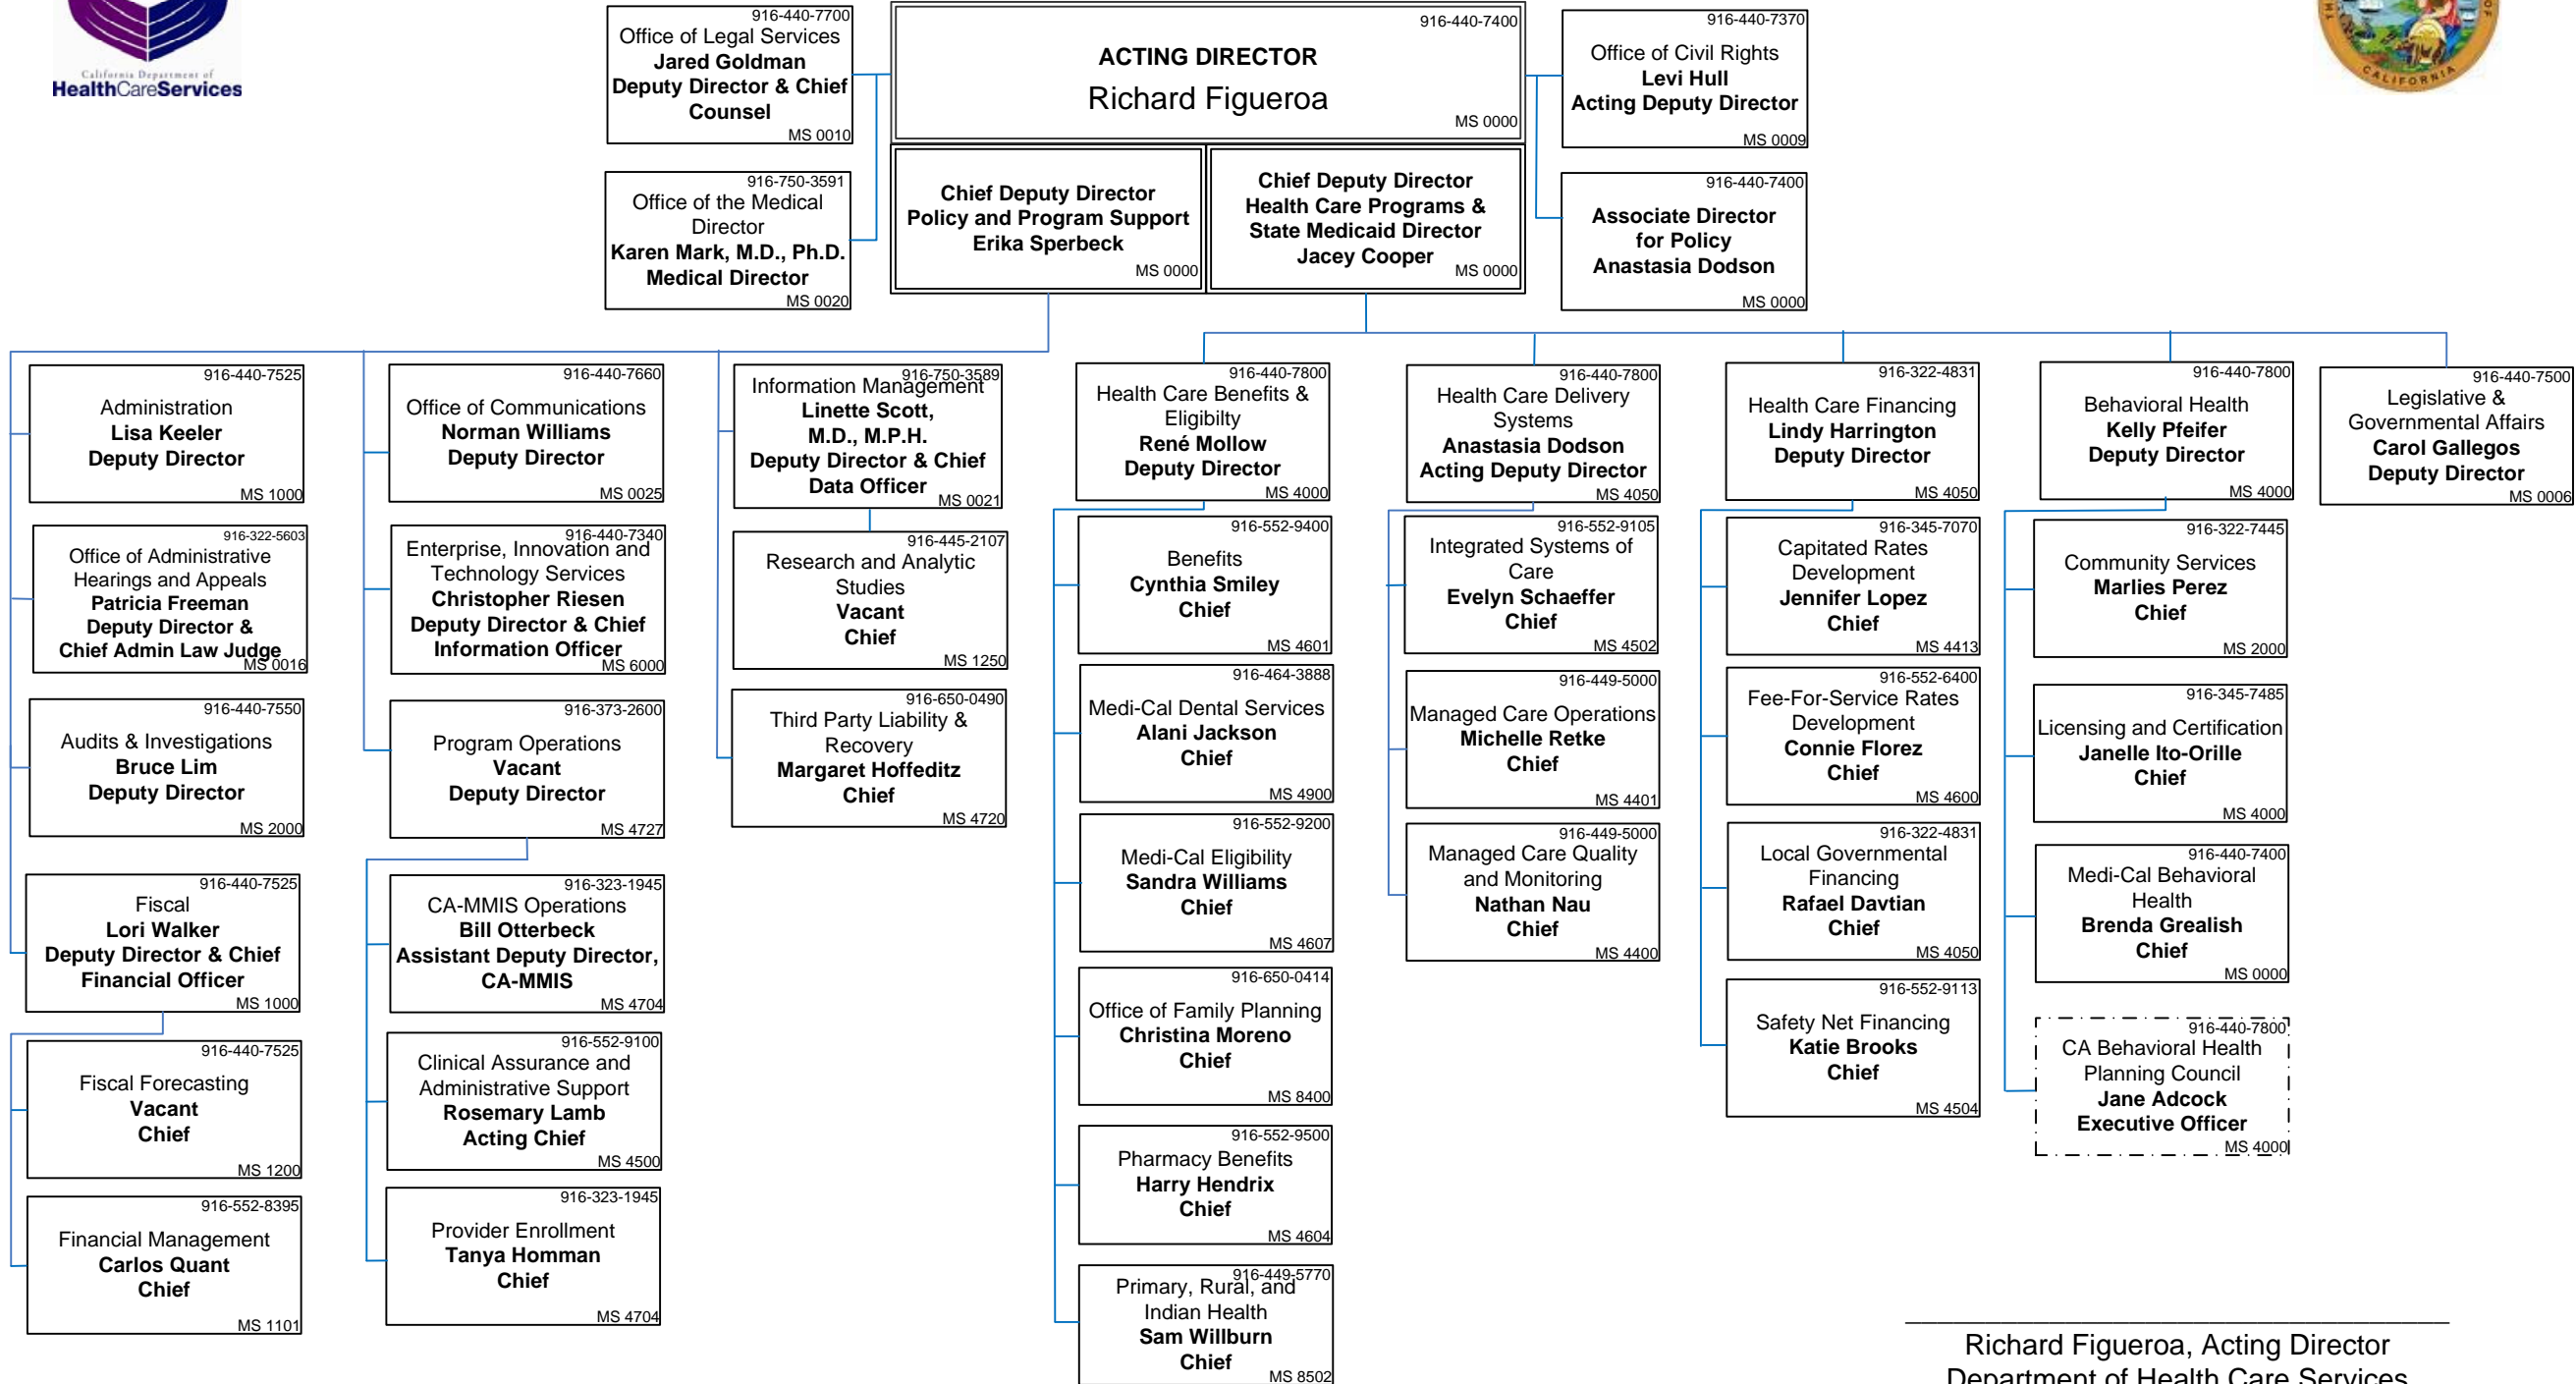 California Department of
HealthCareServices
916-440-7700
Office of Legal Services
Jared Goldman
Deputy Director & Chief
Counsel
MS 0010
916-440-7400
ACTING DIRECTOR
Richard Figueroa
MS 0000
916-440-7370
Office of Civil Rights
Levi Hull
Acting Deputy Director
MS 0009
CALIFORNIA
916-750-3591
Office of the Medical
Director
Karen Mark, M.D., Ph.D.
Medical Director
MS 0020
Chief Deputy Director
Policy and Program Support
Erika Sperbeck
MS 0000
Chief Deputy Director
Health Care Programs &
State Medicaid Director
Jacey Cooper
MS 0000
916-440-7400
Associate Director
for Policy
Anastasia Dodson
MS 0000
916-440-7525
Administration
Lisa Keeler
Deputy Director
MS 1000
916-322-5603
Office of Administrative
Hearings and Appeals
Patricia Freeman
Deputy Director &
Chief Admin Law Judge
MS 0016
916-440-7550
Audits & Investigations
Bruce Lim
Deputy Director
MS 2000
916-440-7525
Fiscal
Lori Walker
Deputy Director & Chief
Financial Officer
MS 1000
916-440-7525
Fiscal Forecasting
Vacant
Chief
MS 1200
916-552-8395
Financial Management
Carlos Quant
Chief
MS 1101
916-440-7660
Office of Communications
Norman Williams
Deputy Director
MS 0025
916-440-7340
Enterprise, Innovation and
Technology Services
Christopher Riesen
Deputy Director & Chief
Information Officer
MS 6000
916-373-2600
Program Operations
Vacant
Deputy Director
MS 4727
916-323-1945
CA-MMIS Operations
Bill Otterbeck
Assistant Deputy Director,
CA-MMIS
MS 4704
916-552-9100
Clinical Assurance and
Administrative Support
Rosemary Lamb
Acting Chief
MS 4500
916-323-1945
Provider Enrollment
Tanya Homman
Chief
MS 4704
916-750-3589
Information Management
Linette Scott,
M.D., M.P.H.
Deputy Director & Chief
Data Officer
MS 0021
916-445-2107
Research and Analytic
Studies
Vacant
Chief
MS 1250
916-650-0490
Third Party Liability &
Recovery
Margaret Hoffeditz
Chief
MS 4720
916-440-7800
Health Care Benefits &
Eligibilty
René Mollow
Deputy Director
MS 4000
916-552-9400
Benefits
Cynthia Smiley
Chief
MS 4601
916-464-3888
Medi-Cal Dental Services
Alani Jackson
Chief
MS 4900
916-552-9200
Medi-Cal Eligibility
Sandra Williams
Chief
MS 4607
916-650-0414
Office of Family Planning
Christina Moreno
Chief
MS 8400
916-552-9500
Pharmacy Benefits
Harry Hendrix
Chief
MS 4604
916-449-5770
Primary, Rural, and
Indian Health
Sam Willburn
Chief
MS 8502
916-440-7800
Health Care Delivery
Systems
Anastasia Dodson
Acting Deputy Director
MS 4050
916-552-9105
Integrated Systems of
Care
Evelyn Schaeffer
Chief
MS 4502
916-449-5000
Managed Care Operations
Michelle Retke
Chief
MS 4401
916-449-5000
Managed Care Quality
and Monitoring
Nathan Nau
Chief
MS 4400
916-322-4831
Health Care Financing
Lindy Harrington
Deputy Director
MS 4050
916-345-7070
Capitated Rates
Development
Jennifer Lopez
Chief
MS 4413
916-552-6400
Fee-For-Service Rates
Development
Connie Florez
Chief
MS 4600
916-322-4831
Local Governmental
Financing
Rafael Davtian
Chief
MS 4050
916-552-9113
Safety Net Financing
Katie Brooks
Chief
MS 4504
916-440-7800
Behavioral Health
Kelly Pfeifer
Deputy Director
MS 4000
916-322-7445
Community Services
Marlies Perez
Chief
MS 2000
916-345-7485
Licensing and Certification
Janelle Ito-Orille
Chief
MS 4000
916-440-7400
Medi-Cal Behavioral
Health
Brenda Grealish
Chief
MS 0000
916-440-7800
CA Behavioral Health
Planning Council
Jane Adcock
Executive Officer
MS 4000
916-440-7500
Legislative &
Governmental Affairs
Carol Gallegos
Deputy Director
MS 0006
Richard Figueroa, Acting Director
Department of Health Care Services